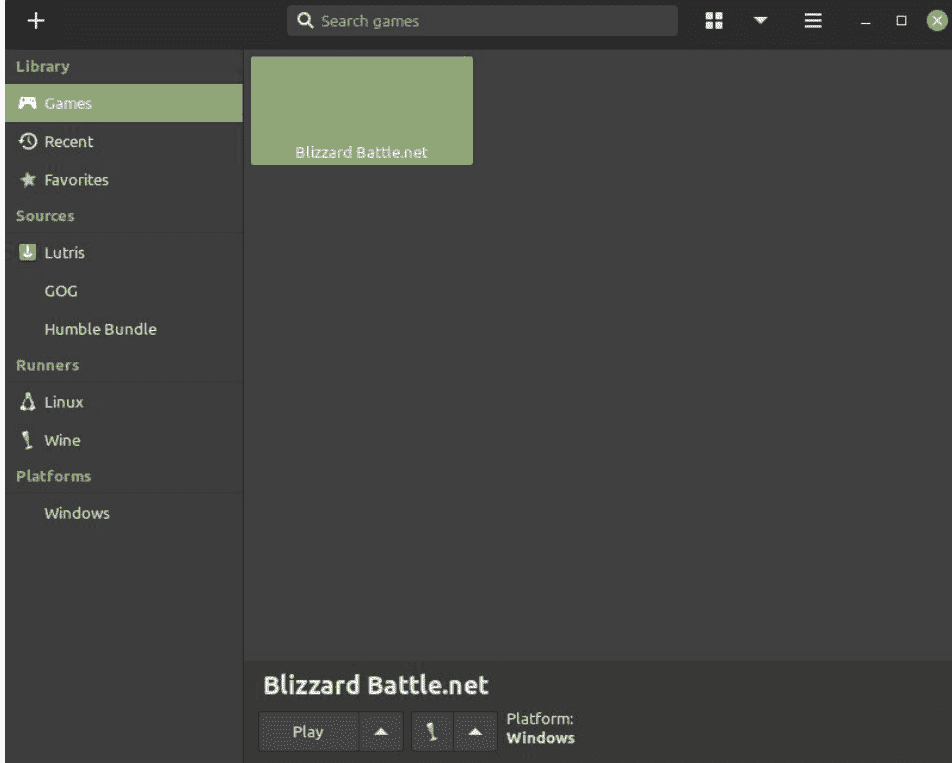 Search games
Library
Games
Recent
Favorites
Sources
Lutris
GOG
Humble Bundle
Runners
Linux
Wine
Platforms
Windows
Blizzard Battle.net
Blizzard Battle.net
Play
Platform:
Windows